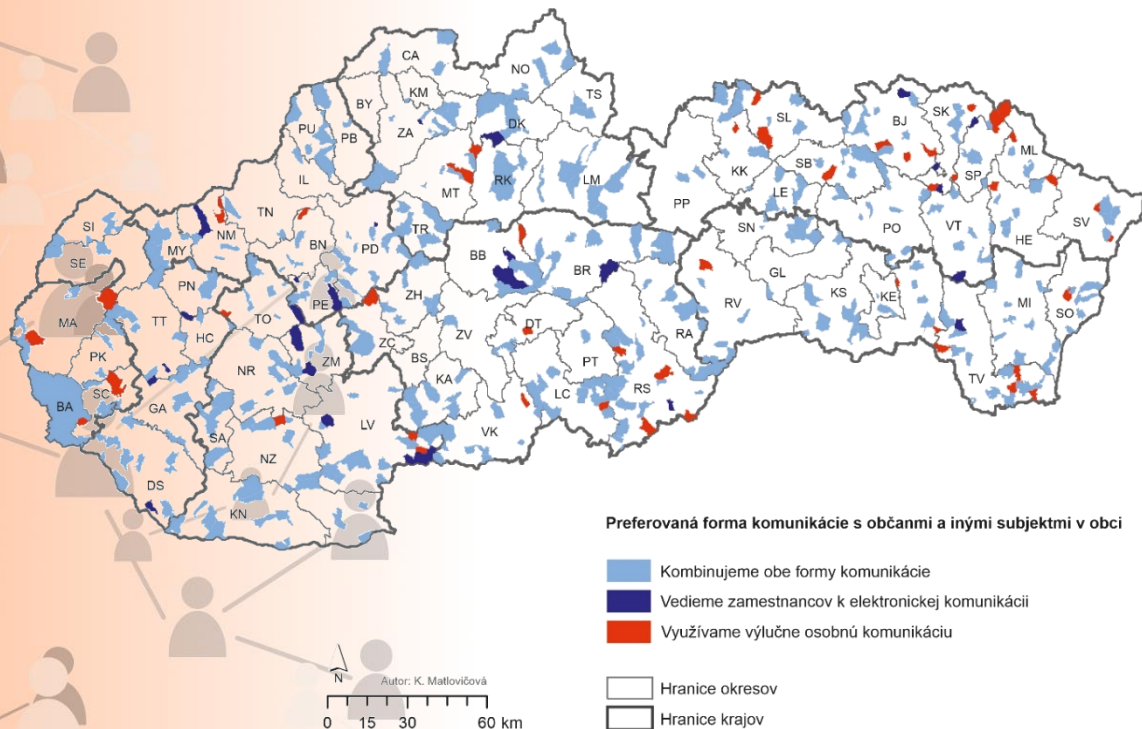 CA
NO
KM
TS
BY
PU
PB
ZA
DK
IL
MT
RK
LM
SL
BJ
SK
ML
KK
SB
SP
LE
PP
SV
PO
VT
HE
SI
TN
MY
NM
BN
PD
TR
SN
SE
BB
BR
GL
PN
PE
ZH
KS
KE
MI
MA
TT
TO
RV
SO
HC
DT
RA
ZV
ZC
PK
BS
PT
NR
ZM
SC
KA
RS
TV
BA
GA
LC
LV
SA
VK
NZ
DS
KN
Preferovaná forma komunikácie s občanmi a inými subjektmi v obci
Kombinujeme obe formy komunikácie
Vedieme zamestnancov k elektronickej komunikácii
Využívame výlučne osobnú komunikáciu
N
Autor: K. Matlovičová
Hranice okresov
0 15 30 60 km
Hranice krajov